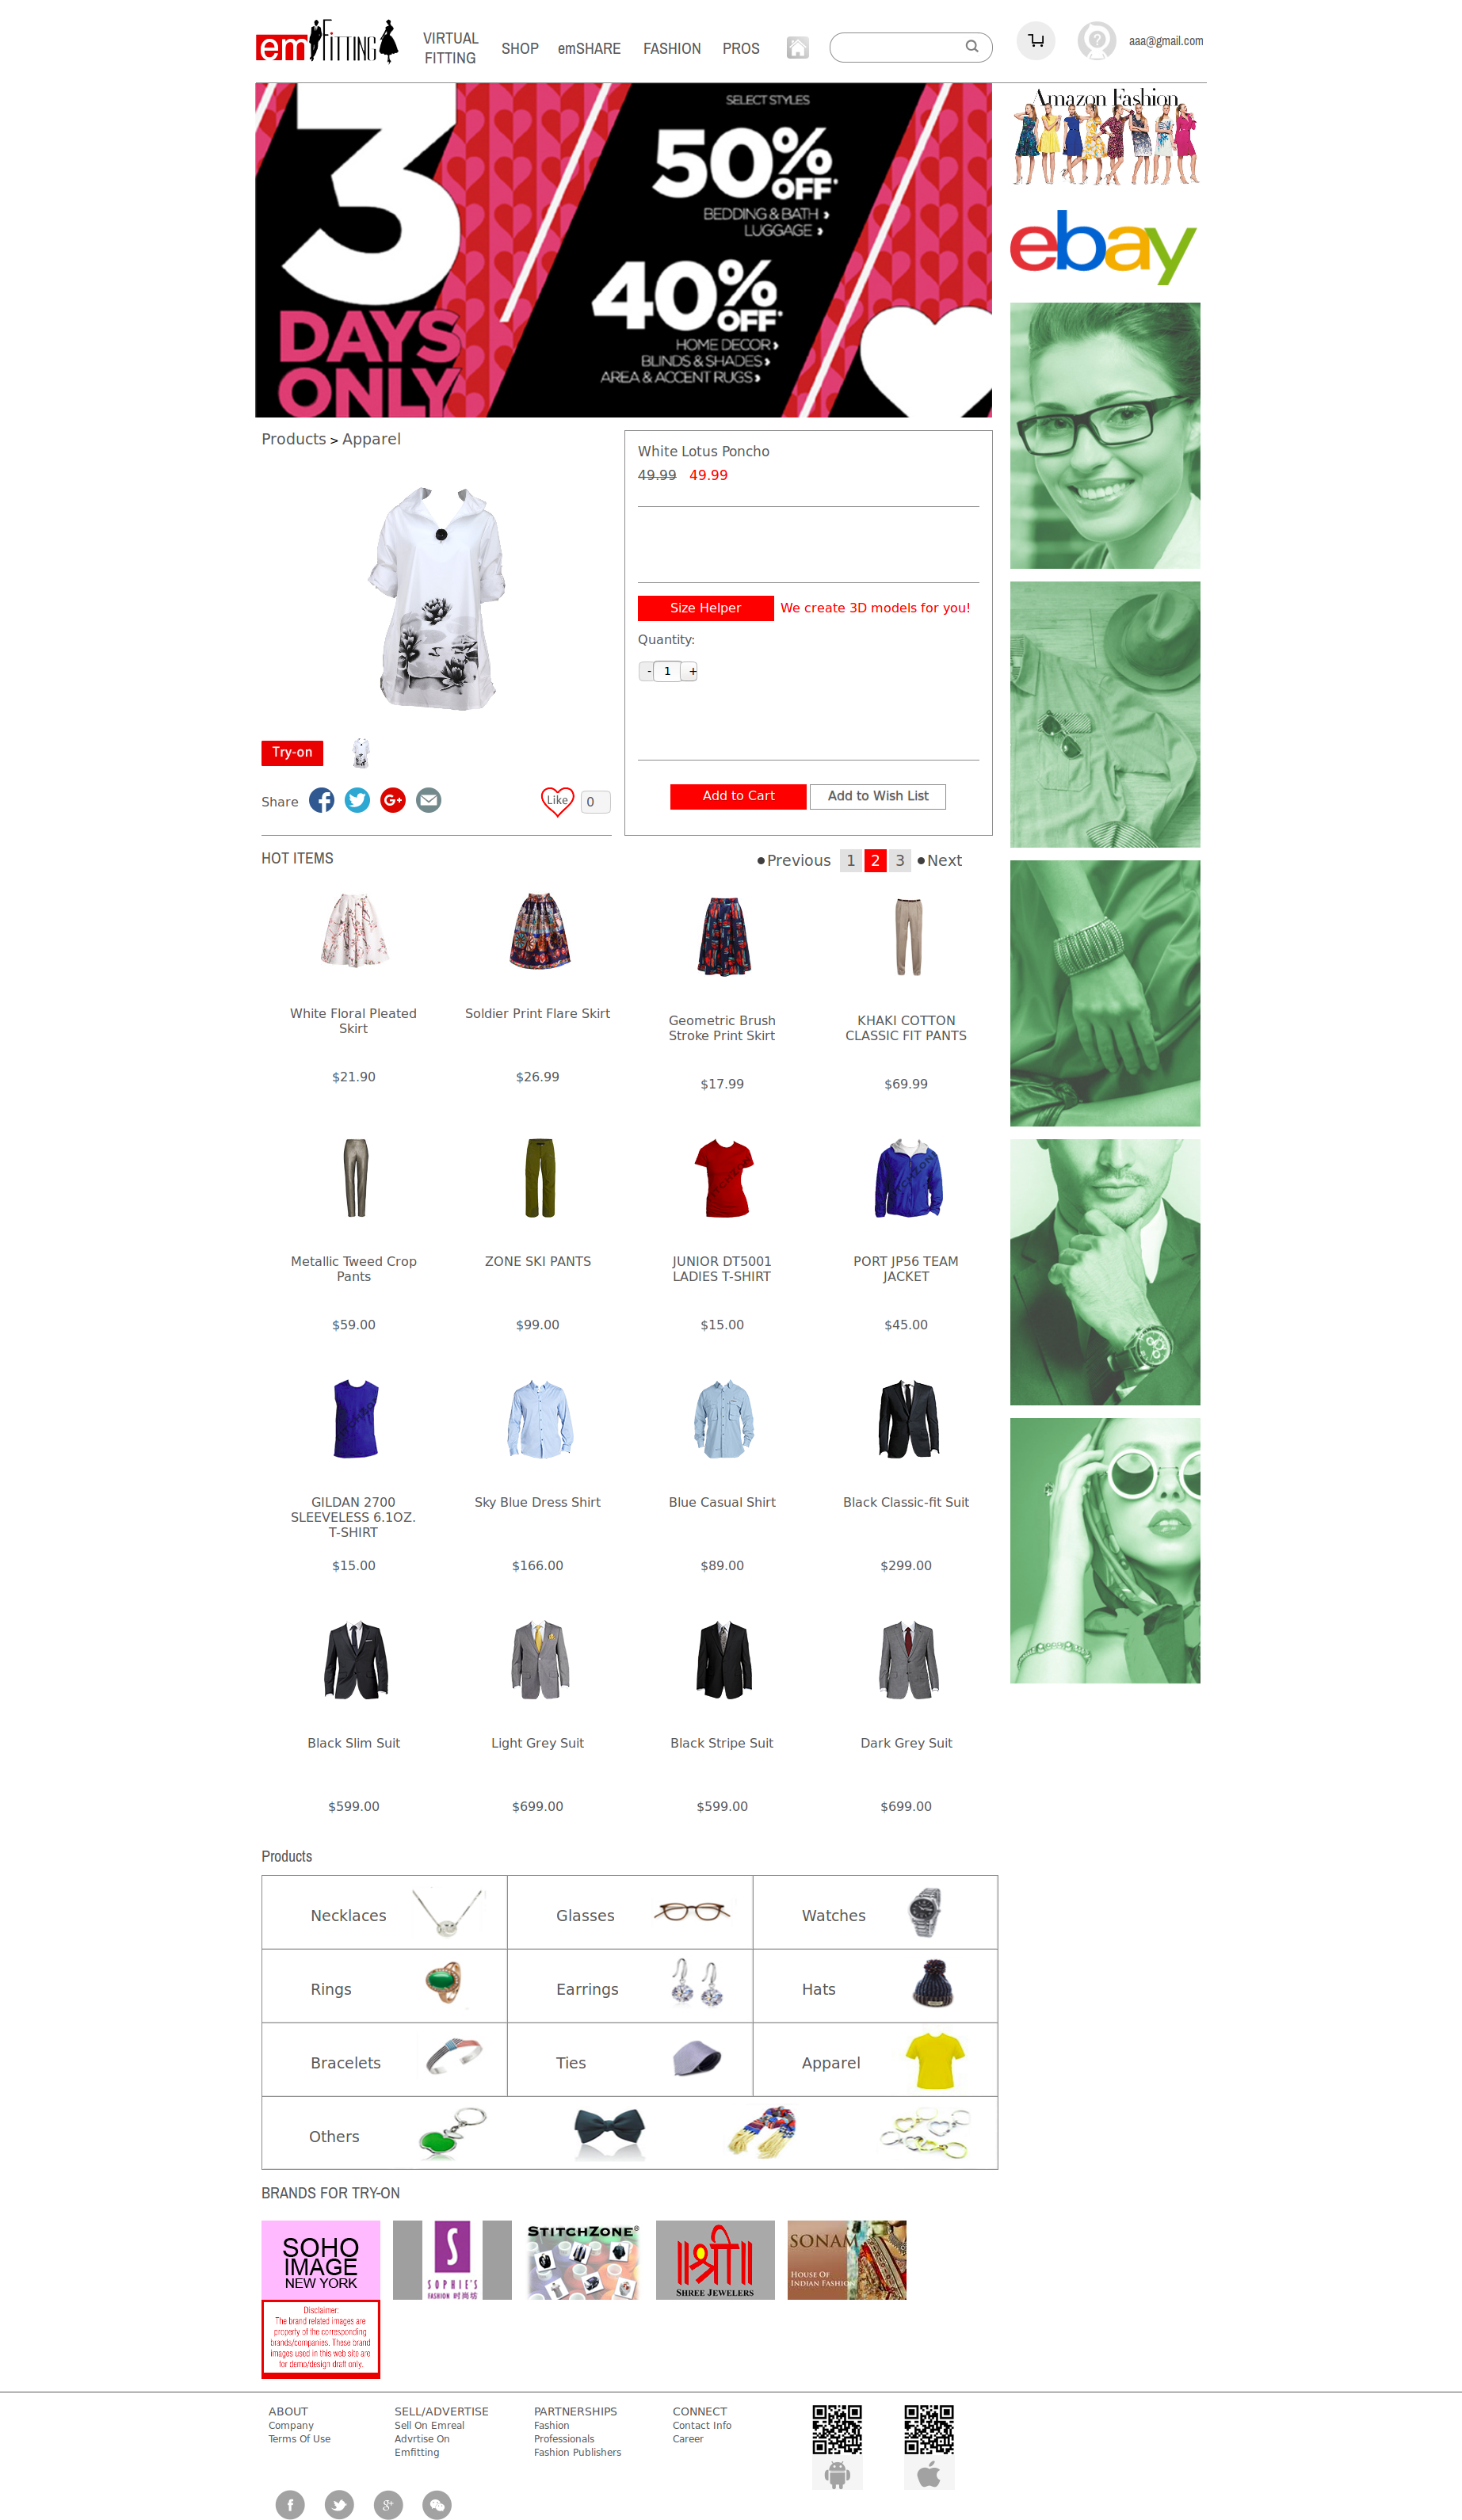 em FITTING
VIRTUAL
FITTING
SHOP
emSHARE
FASHION
PROS
aaa@gmail.com
3
DAYS
ONLY
SELECT STYLES
50%
OFF*
BEDDING & BATH ›
LUGGAGE ›
40%
OFF*
HOME DECOR ›
BLINDS & SHADES ›
AREA & ACCENT RUGS ›
Amazon Fashion
ebay
Products > Apparel
White Lotus Poncho
49.99 49.99
Size Helper We create 3D models for you!
Quantity:
- 1 +
Try-on
Share
Like 0
Add to Cart Add to Wish List
HOT ITEMS
Previous 1 2 3 Next
White Floral Pleated
Skirt
$21.90
Soldier Print Flare Skirt
$26.99
Geometric Brush
Stroke Print Skirt
$17.99
KHAKI COTTON
CLASSIC FIT PANTS
$69.99
Metallic Tweed Crop
Pants
$59.00
ZONE SKI PANTS
$99.00
JUNIOR DT5001
LADIES T-SHIRT
$15.00
PORT JP56 TEAM
JACKET
$45.00
GILDAN 2700
SLEEVELESS 6.1OZ.
T-SHIRT
$15.00
Sky Blue Dress Shirt
$166.00
Blue Casual Shirt
$89.00
Black Classic-fit Suit
$299.00
Black Slim Suit
$599.00
Light Grey Suit
$699.00
Black Stripe Suit
$599.00
Dark Grey Suit
$699.00
Products
Necklaces
Glasses
Watches
Rings
Earrings
Hats
Bracelets
Ties
Apparel
Others
BRANDS FOR TRY-ON
SOHO
IMAGE
NEW YORK
S
SOPHIE'S
FASHION 时尚坊
STITCHZONE®
श्री
SHREE JEWELERS
SONAM
HOUSE OF
INDIAN FASHIO
Disclaimer:
The brand related images are
property of the corresponding
brands/companies. These brand
images used in this web site are
for demo/design draft only.
ABOUT
Company
Terms Of Use
SELL/ADVERTISE
Sell On Emreal
Advrtise On
Emfitting
PARTNERSHIPS
Fashion
Professionals
Fashion Publishers
CONNECT
Contact Info
Career